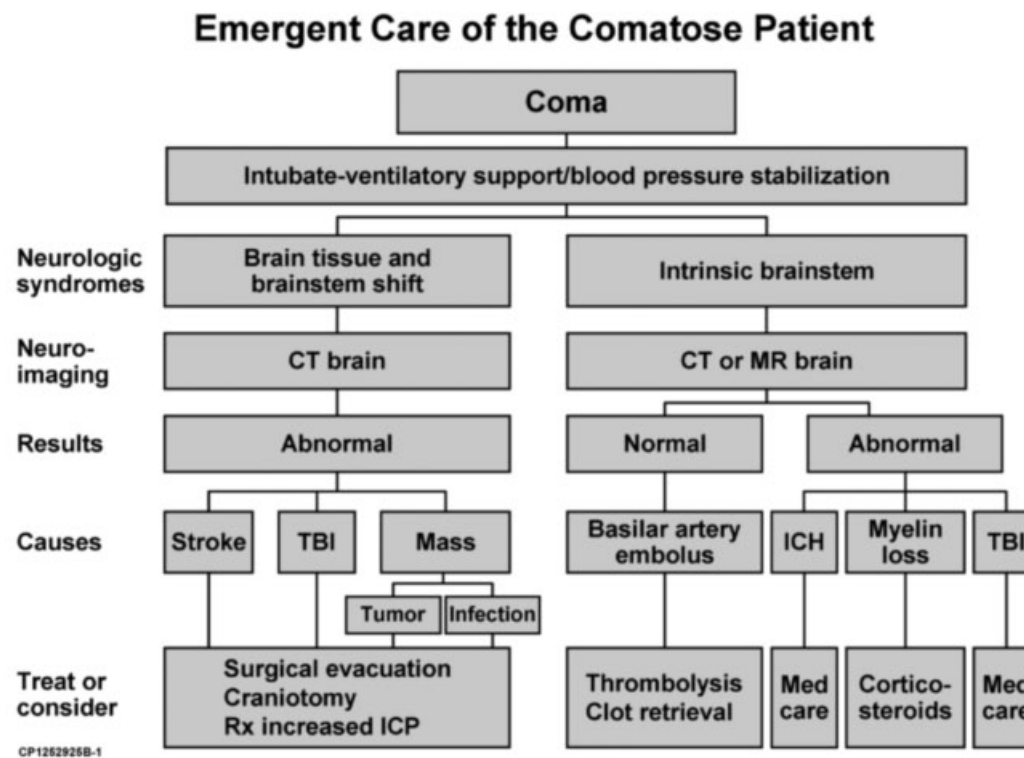 Emergent Care of the Comatose Patient
Coma
Intubate-ventilatory support/blood pressure stabilization
Neurologic
syndromes
Brain tissue and
brainstem shift
Intrinsic brainstem
Neuro-
imaging
CT brain
CT or MR brain
Results
Abnormal
Normal
Abnormal
Causes
Stroke
TBI
Mass
Basilar artery
embolus
ICH
Myelin
loss
TBI
Tumor
Infection
Treat or
consider
Surgical evacuation
Craniotomy
Rx increased ICP
Thrombolysis
Clot retrieval
Med
care
Cortico-
steroids
Med
care
CP1252925B-1